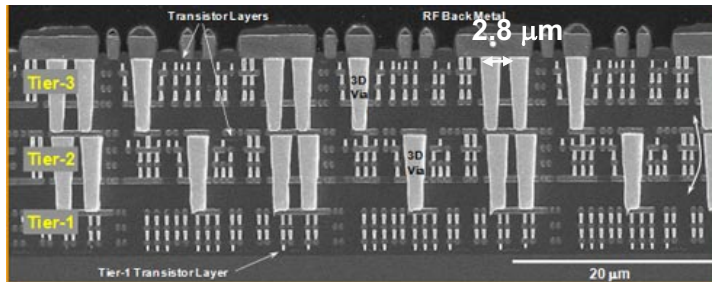 Transistor Layers
RF Back Metal
2.8 μm
Tier-3
3D
Via
Tier-2
3D
Via
Tier-1
Tier-1 Transistor Layer
20 μm